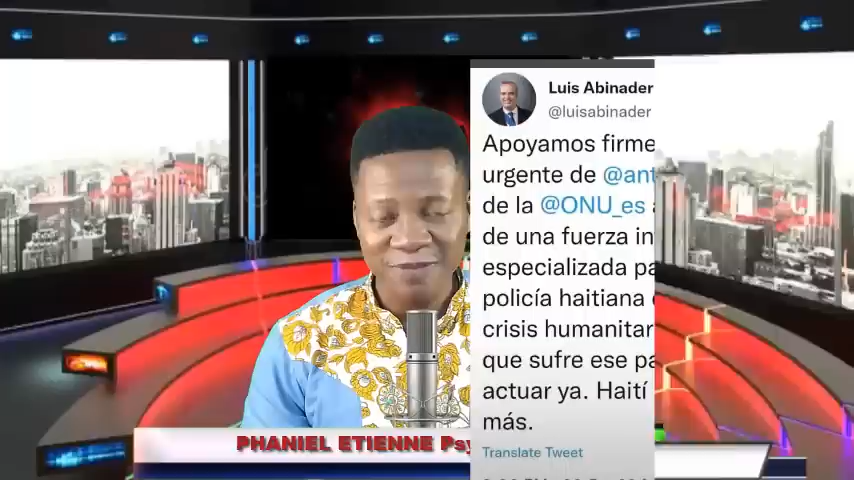 Luis Abinader
@luisabinader
Apoyamos firme
urgente de @ant
de la @ONU_es
de una fuerza in
especializada pa
policía haitiana
crisis humanitar
que sufre ese pa
actuar ya. Haití
más.
Translate Tweet
PHANIEL ETIENNE Psy